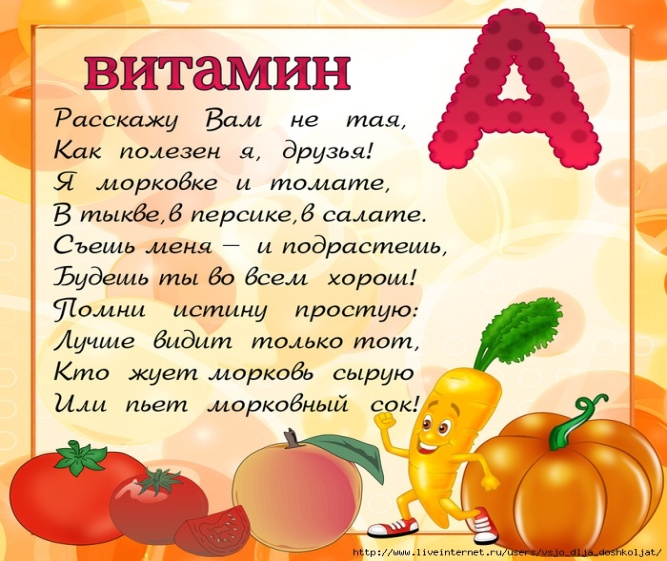 витамин А
Расскажу Вам не тая,
Как полезен я, друзья!
Я морковке и томате,
В тыкве,в персике,в салате.
Съешь меня – и подрастешь,
Будешь ты во всем хорош!
Помни истину простую:
Лучше видит только тот,
Кто жует морковь сырую
Или пьет морковный сок!
http://www.liveinternet.ru/users/vsjo_dlja_doshkoljat/